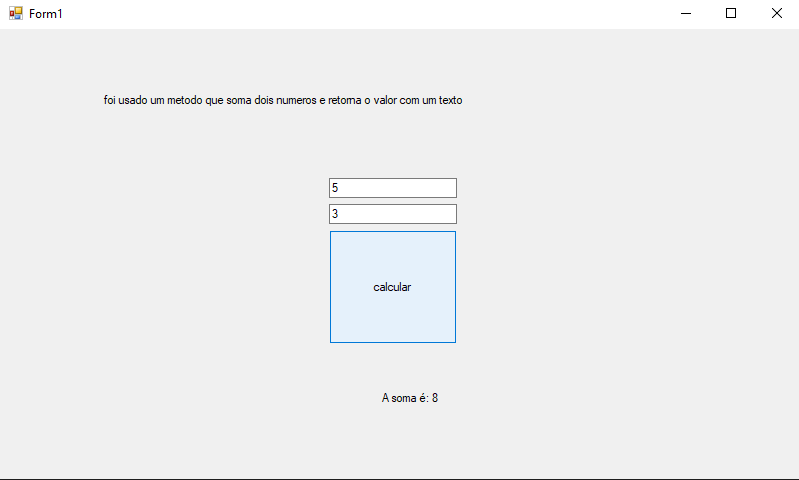 Form1
foi usado um metodo que soma dois numeros e retorna o valor com um texto
5
3
calcular
A soma é: 8